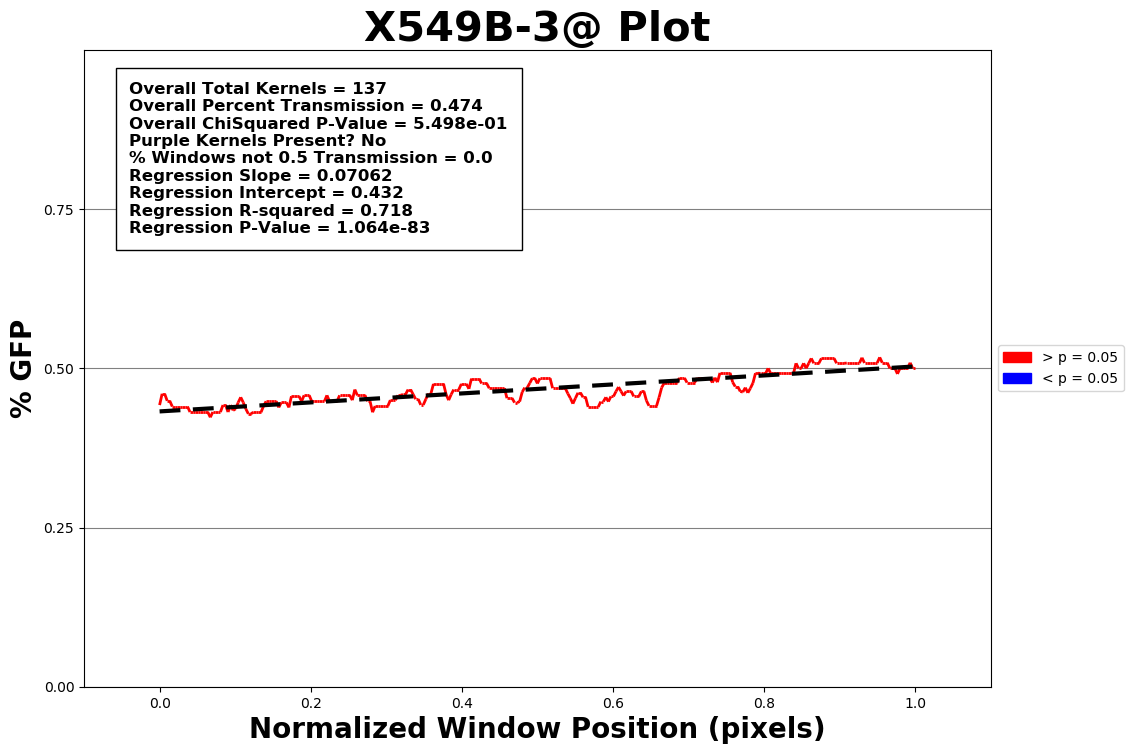 X549B-3@ Plot
Overall Total Kernels = 137
Overall Percent Transmission = 0.474
Overall ChiSquared P-Value = 5.498e-01
Purple Kernels Present? No
% Windows not 0.5 Transmission = 0.0
Regression Slope = 0.07062
Regression Intercept = 0.432
Regression R-squared = 0.718
Regression P-Value = 1.064e-83
% GFP
0.75
0.50
0.25
0.00
> p = 0.05
< p = 0.05
0.0 0.2 0.4 0.6 0.8 1.0
Normalized Window Position (pixels)